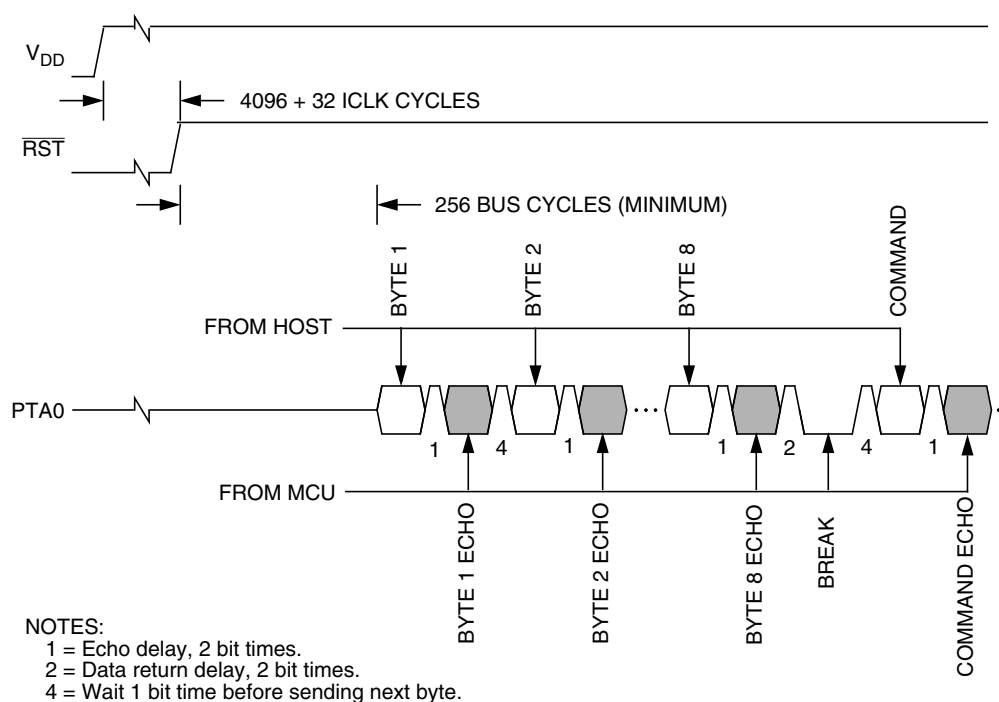 VDD
4096 + 32 ICLK CYCLES
RST
256 BUS CYCLES (MINIMUM)
BYTE 1
BYTE 2
BYTE 8
COMMAND
FROM HOST
PTA0
1
4
1
1
2
4
1
FROM MCU
BYTE 1 ECHO
BYTE 2 ECHO
BYTE 8 ECHO
BREAK
COMMAND ECHO
NOTES:
1 = Echo delay, 2 bit times.
2 = Data return delay, 2 bit times.
4 = Wait 1 bit time before sending next byte.